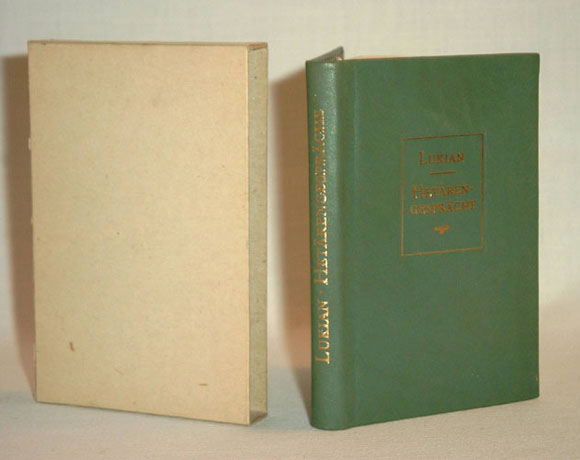 LUKIAN · HETÄRENGESPRÄCHE
LUKIAN
HETÄREN-
GESPRÄCHE